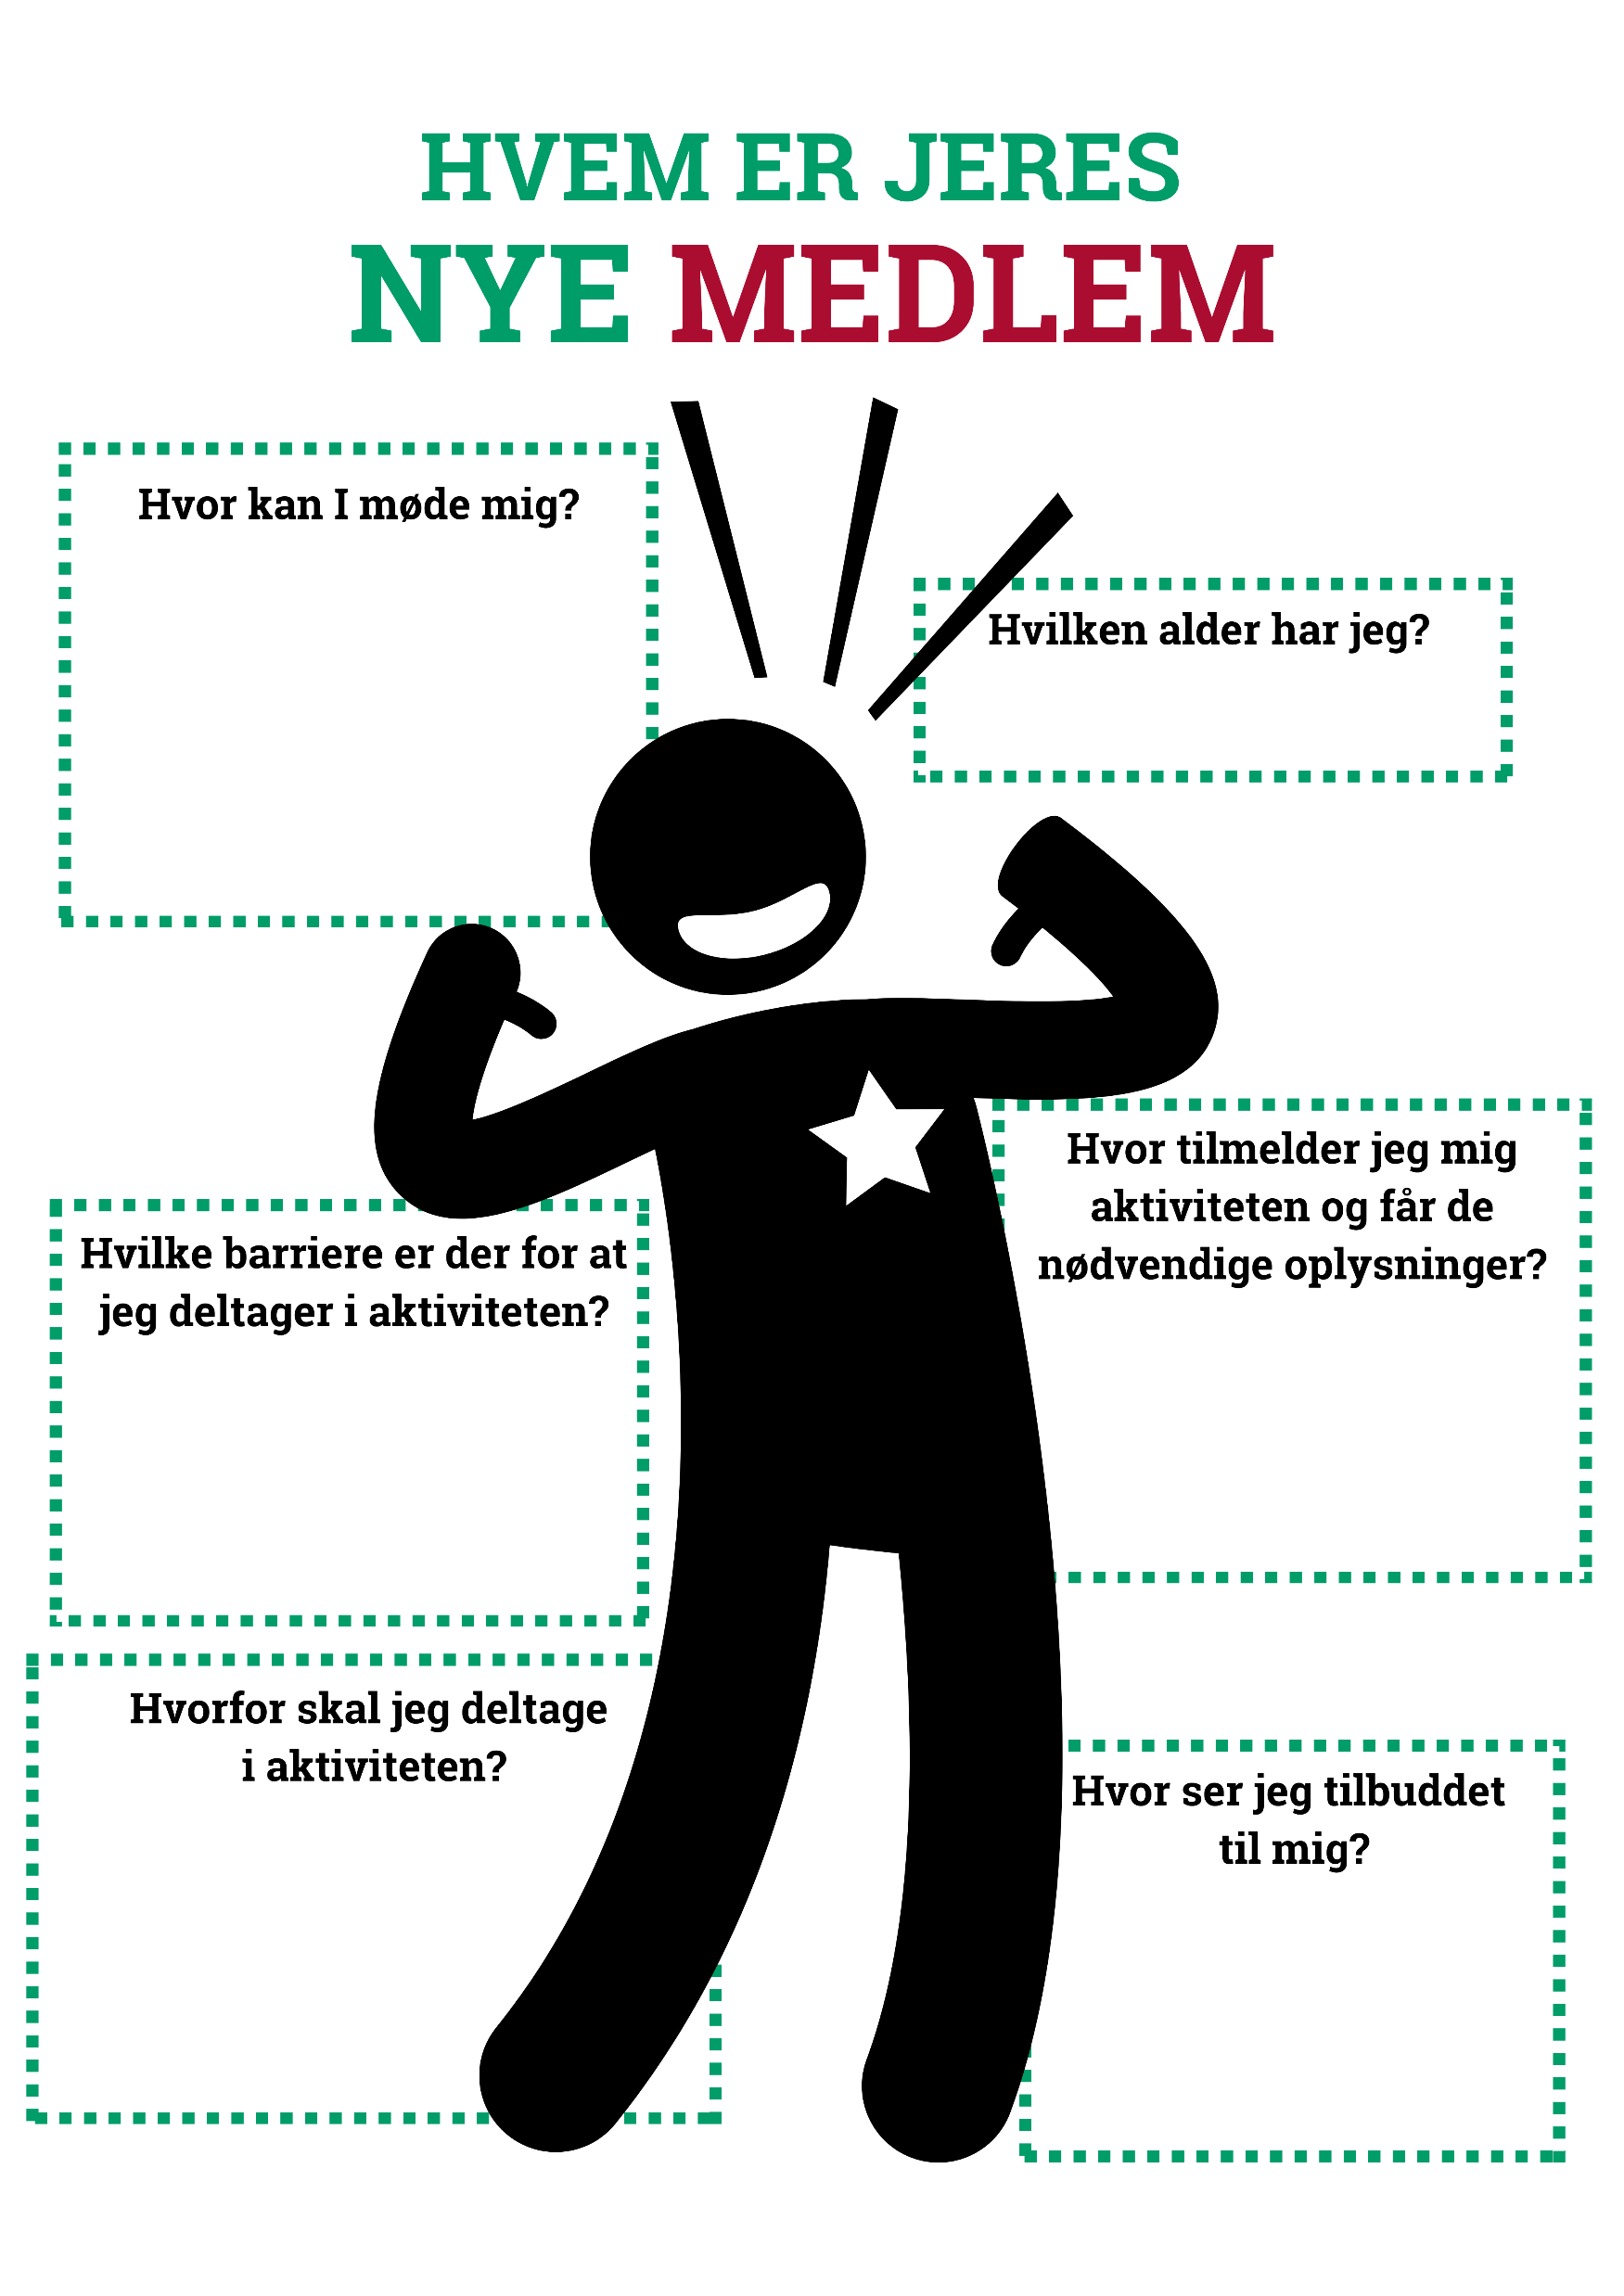 HVEM ER JERES
NYE MEDLEM
Hvor kan I møde mig?
Hvilken alder har jeg?
Hvor tilmelder jeg mig
aktiviteten og får de
nødvendige oplysninger?
Hvilke barriere er der for at
jeg deltager i aktiviteten?
Hvorfor skal jeg deltage
i aktiviteten?
Hvor ser jeg tilbuddet
til mig?